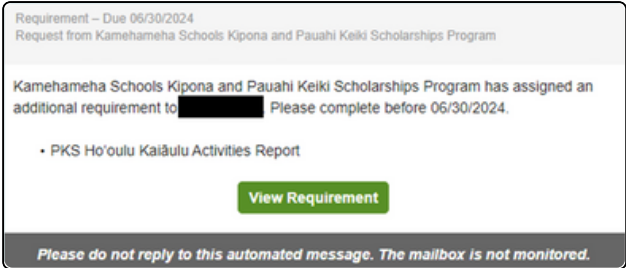 Requirement – Due 06/30/2024
Request from Kamehameha Schools Kipona and Pauahi Keiki Scholarships Program
Kamehameha Schools Kipona and Pauahi Keiki Scholarships Program has assigned an
additional requirement to . Please complete before 06/30/2024.
• PKS Ho'oulu Kaiāulu Activities Report
View Requirement
Please do not reply to this automated message. The mailbox is not monitored.